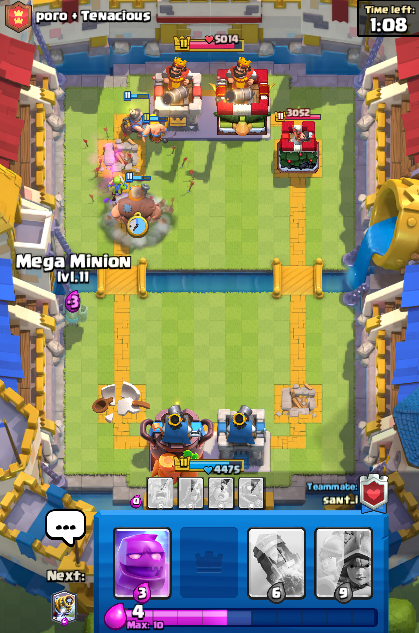 poro + Tenacious
Time left:
1:08
5014
3052
Mega Minion
lvl.11
3
4475
Teammate:
sant.i
Next:
3
6
9
4
Max: 10